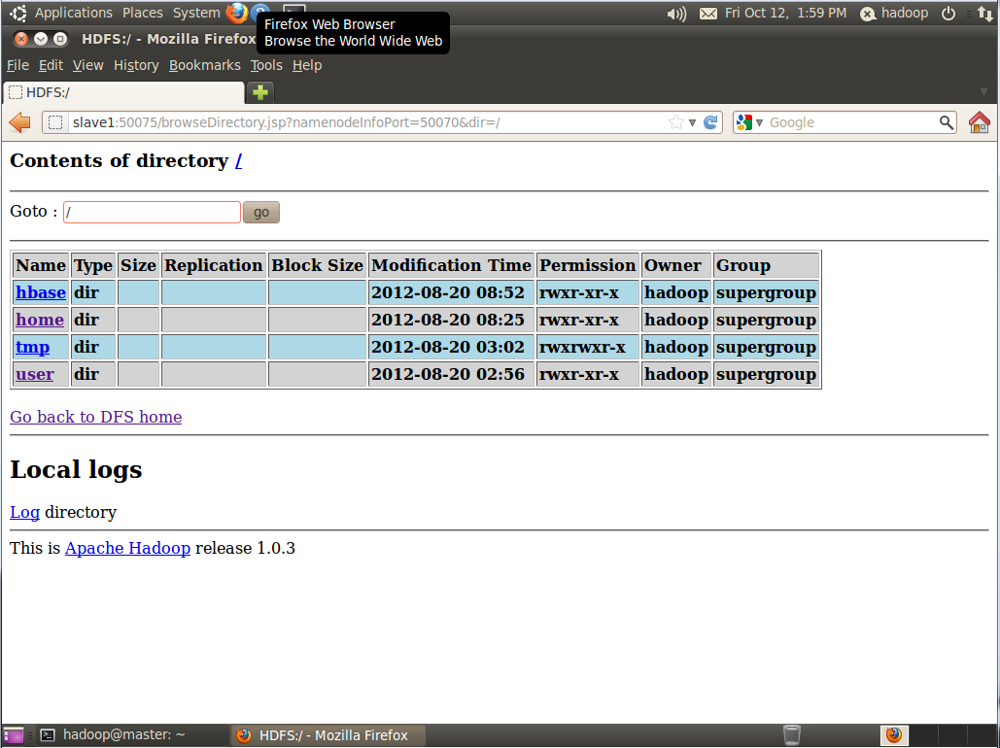 Applications Places System Fri Oct 12, 1:59 PM hadoop
Firefox Web Browser
Browse the World Wide Web
HDFS:/ - Mozilla Firefox
File Edit View History Bookmarks Tools Help
HDFS:/
slave1:50075/browseDirectory.jsp?namenodeInfoPort=50070&dir=/ Google
Contents of directory /
Goto : / go
Name Type Size Replication Block Size Modification Time Permission Owner Group
hbase dir 2012-08-20 08:52 rwxr-xr-x hadoop supergroup
home dir 2012-08-20 08:25 rwxr-xr-x hadoop supergroup
tmp dir 2012-08-20 03:02 rwxrwxr-x hadoop supergroup
user dir 2012-08-20 02:56 rwxr-xr-x hadoop supergroup
Go back to DFS home
Local logs
Log directory
This is Apache Hadoop release 1.0.3
hadoop@master: ~ HDFS:/ - Mozilla Firefox